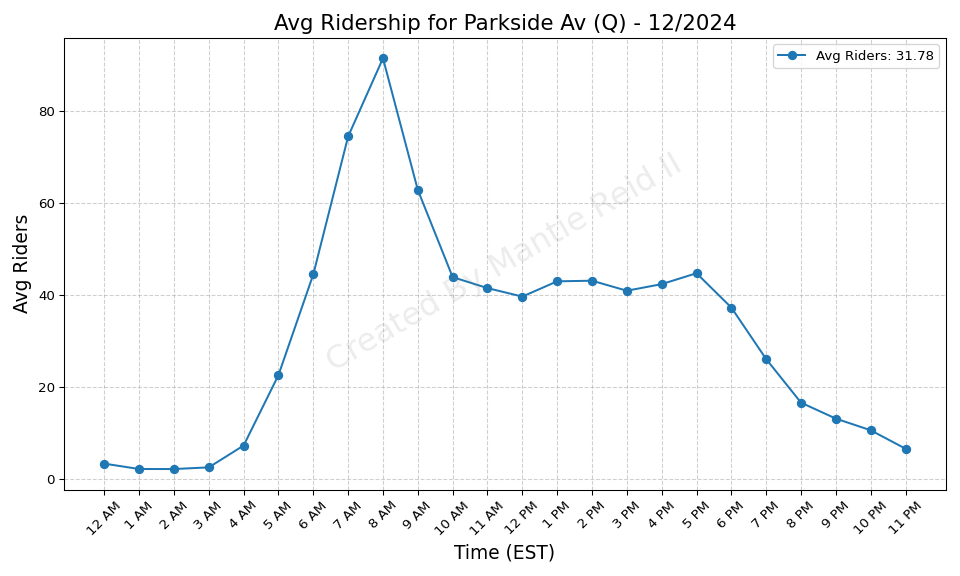 Avg Ridership for Parkside Av (Q) - 12/2024
Avg Riders: 31.78
Avg Riders
80
60
40
20
0
Created By Mantie Reid II
12 AM
1 AM
2 AM
3 AM
4 AM
5 AM
6 AM
7 AM
8 AM
9 AM
10 AM
11 AM
12 PM
1 PM
2 PM
3 PM
4 PM
5 PM
6 PM
7 PM
8 PM
9 PM
10 PM
11 PM
Time (EST)